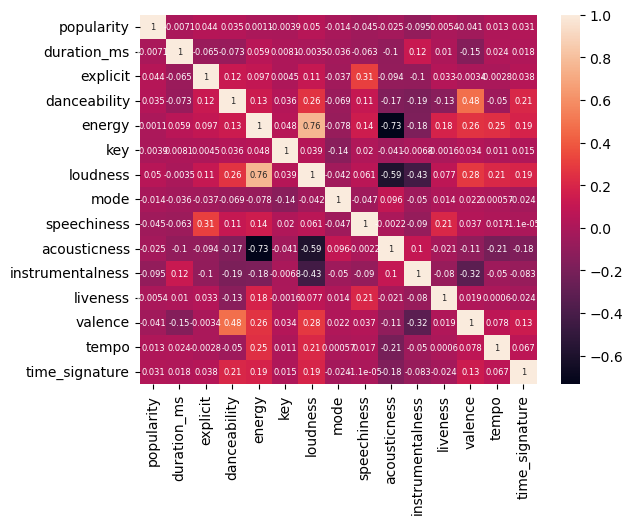 popularity 1 0.0071 0.044 0.035 0.0011 -0.0039 0.05 -0.014 -0.045 -0.025 -0.095 0.0054 -0.041 0.013 0.031
duration_ms 0.0071 1 -0.065 -0.073 0.059 0.0081 0.0035 -0.036 -0.063 -0.1 0.12 0.01 -0.15 0.024 0.018
explicit 0.044 -0.065 1 0.12 0.097 0.0045 0.11 -0.037 0.31 -0.094 -0.1 0.033 -0.0034 -0.0028 0.038
danceability 0.035 -0.073 0.12 1 0.13 0.036 0.26 -0.069 0.11 -0.17 -0.19 -0.13 0.48 -0.05 0.21
energy 0.0011 0.059 0.097 0.13 1 0.048 0.76 -0.078 0.14 -0.73 -0.18 0.18 0.26 0.25 0.19
key 0.0039 0.0081 0.0045 0.036 0.048 1 0.039 -0.14 0.02 -0.041 -0.0068 -0.0016 0.034 0.011 0.015
loudness 0.05 -0.0035 0.11 0.26 0.76 0.039 1 -0.042 0.061 -0.59 -0.43 0.077 0.28 0.21 0.19
mode -0.014 -0.036 -0.037 -0.069 -0.078 -0.14 -0.042 1 -0.047 0.096 -0.05 0.014 0.022 0.00057 -0.024
speechiness -0.045 -0.063 0.31 0.11 0.14 0.02 0.061 -0.047 1 0.0022 -0.09 0.21 0.037 0.017 -1.1e-05
acousticness -0.025 -0.1 -0.094 -0.17 -0.73 -0.041 -0.59 0.096 0.0022 1 0.1 -0.021 -0.11 -0.21 -0.18
instrumentalness -0.095 0.12 -0.1 -0.19 -0.18 -0.0068 -0.43 -0.05 -0.09 0.1 1 -0.08 -0.32 -0.05 -0.083
liveness -0.0054 0.01 0.033 -0.13 0.18 -0.0016 0.077 0.014 0.21 -0.021 -0.08 1 0.019 0.0006 -0.024
valence -0.041 -0.15 -0.0034 0.48 0.26 0.034 0.28 0.022 0.037 -0.11 -0.32 0.019 1 0.078 0.13
tempo 0.013 0.024 -0.0028 -0.05 0.25 0.011 0.21 0.00057 0.017 -0.21 -0.05 0.0006 0.078 1 0.067
time_signature 0.031 0.018 0.038 0.21 0.19 0.015 0.19 -0.024 -1.1e-05 -0.18 -0.083 -0.024 0.13 0.067 1
popularity
duration_ms
explicit
danceability
energy
key
loudness
mode
speechiness
acousticness
instrumentalness
liveness
valence
tempo
time_signature
1.0
0.8
0.6
0.4
0.2
0.0
−0.2
−0.4
−0.6